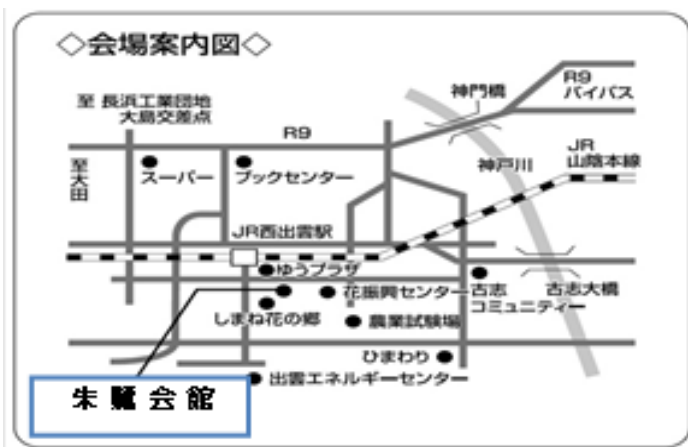 ◇会場案内図◇
至 長浜工業団地
大島交差点
神門橋
R9
バイパス
R9
JR
山陰本線
至大田
スーパー
ブックセンター
神戸川
JR西出雲駅
ゆうプラザ
花振興センター
古志
コミュニティー
古志大橋
しまね花の郷
農業試験場
ひまわり
出雲エネルギーセンター
朱鷺会館